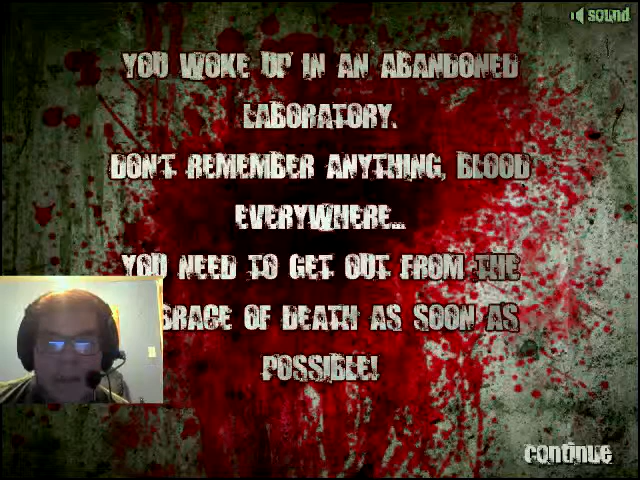 sound
YOU WOKE UP IN AN ABANDONED
LABORATORY.
DON'T REMEMBER ANYTHING, BLOOD
EVERYWHERE...
YOU NEED TO GET OUT FROM THE
OF DEATH AS SOON AS
POSSIBLE!
continue